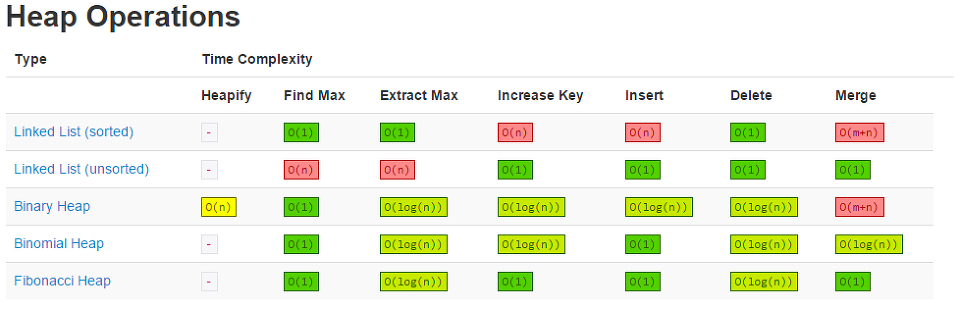 Heap Operations
Type Time Complexity
Heapify Find Max Extract Max Increase Key Insert Delete Merge
Linked List (sorted) - O(1) O(1) O(n) O(n) O(1) O(m+n)
Linked List (unsorted) - O(n) O(n) O(1) O(1) O(1) O(1)
Binary Heap O(n) O(1) O(log(n)) O(log(n)) O(log(n)) O(log(n)) O(m+n)
Binomial Heap - O(1) O(log(n)) O(log(n)) O(1) O(log(n)) O(log(n))
Fibonacci Heap - O(1) O(log(n)) O(1) O(1) O(log(n)) O(1)